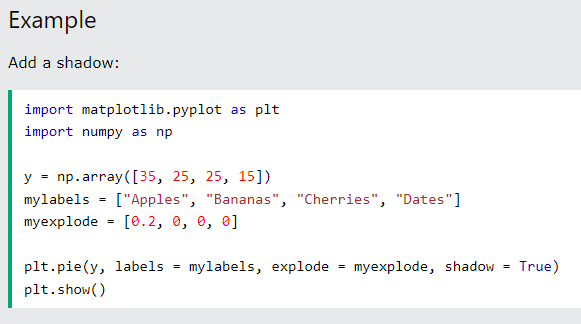 Example
Add a shadow:
import matplotlib.pyplot as plt
import numpy as np
y = np.array([35, 25, 25, 15])
mylabels = ["Apples", "Bananas", "Cherries", "Dates"]
myexplode = [0.2, 0, 0, 0]
plt.pie(y, labels = mylabels, explode = myexplode, shadow = True)
plt.show()